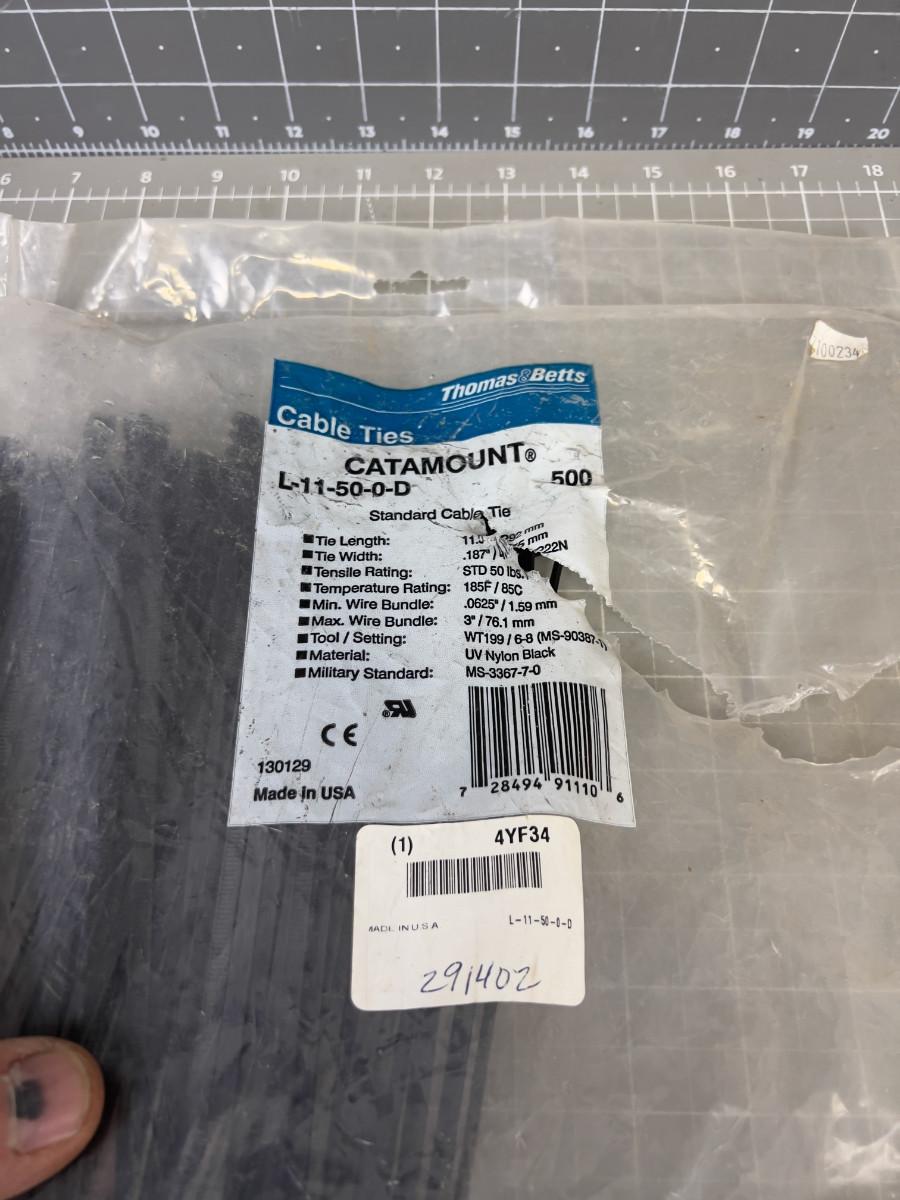 8 9 10 11 12 13 14 15 16 17 18 19 20
6 7 8 9 10 11 12 13 14 15 16 17 18
100234
Thomas&Betts
Cable Ties
CATAMOUNT®
L-11-50-0-D 500
Standard Cable Tie
Tie Length: 11. mm
Tie Width: .187" / mm
Tensile Rating: STD 50 lbs. 222N
Temperature Rating: 185F / 85C
Min. Wire Bundle: .0625" / 1.59 mm
Max. Wire Bundle: 3" / 76.1 mm
Tool / Setting: WT199 / 6-8 (MS-90387-1)
Material: UV Nylon Black
Military Standard: MS-3367-7-0
CE
130129
Made in USA
7 28494 91110 6
(1) 4YF34
MADE IN U.S.A L-11-50-0-D
291402